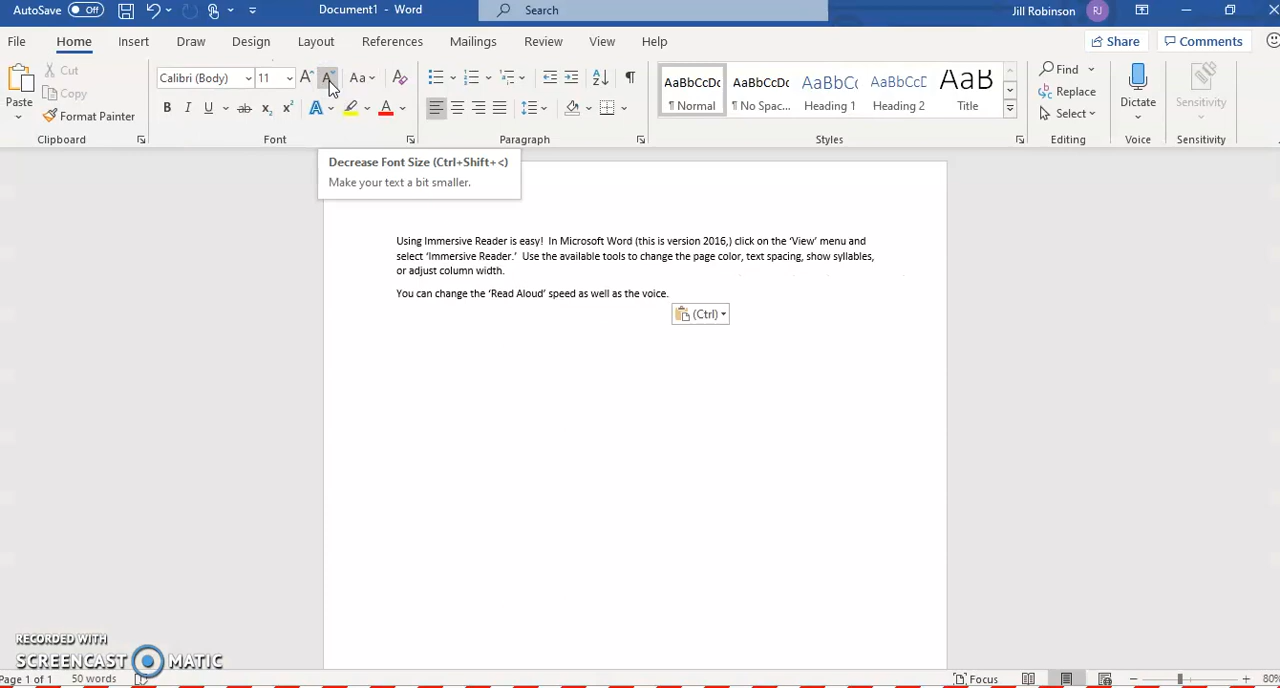 AutoSave Off Document1 - Word Search Jill Robinson RJ
File Home Insert Draw Design Layout References Mailings Review View Help Share Comments
Paste Cut Copy Format Painter
Calibri (Body) 11 A A Aa A
B I U ab x₂ x² A A
AaBbCcDc AaBbCcDc AaBbCc AaBbCcD AaB
¶ Normal ¶ No Spac... Heading 1 Heading 2 Title
Find Replace Select
Dictate Sensitivity
Clipboard Font Paragraph Styles Editing Voice Sensitivity
Decrease Font Size (Ctrl+Shift+<)
Make your text a bit smaller.
Using Immersive Reader is easy! In Microsoft Word (this is version 2016,) click on the ‘View’ menu and
select ‘Immersive Reader.’ Use the available tools to change the page color, text spacing, show syllables,
or adjust column width.
You can change the ‘Read Aloud’ speed as well as the voice.
(Ctrl)
RECORDED WITH
SCREENCAST MATIC
Page 1 of 1 50 words Focus 80%